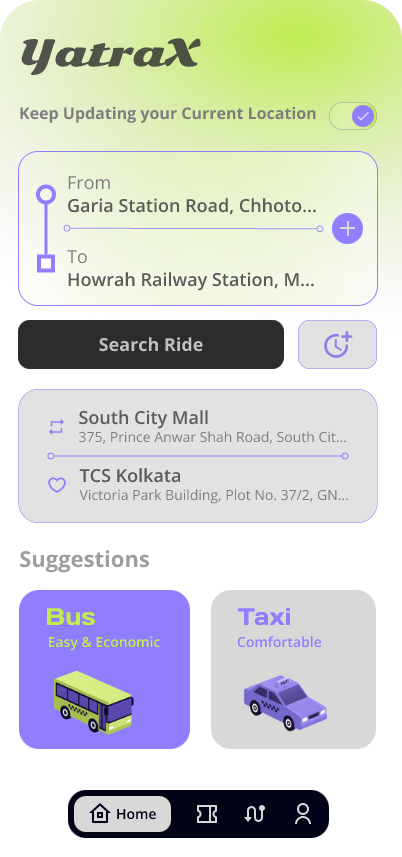 YatraX
Keep Updating your Current Location
From
Garia Station Road, Chhoto...
To
Howrah Railway Station, M...
Search Ride
South City Mall
375, Prince Anwar Shah Road, South Cit...
TCS Kolkata
Victoria Park Building, Plot No. 37/2, GN...
Suggestions
Bus
Easy & Economic
Taxi
Comfortable
Home